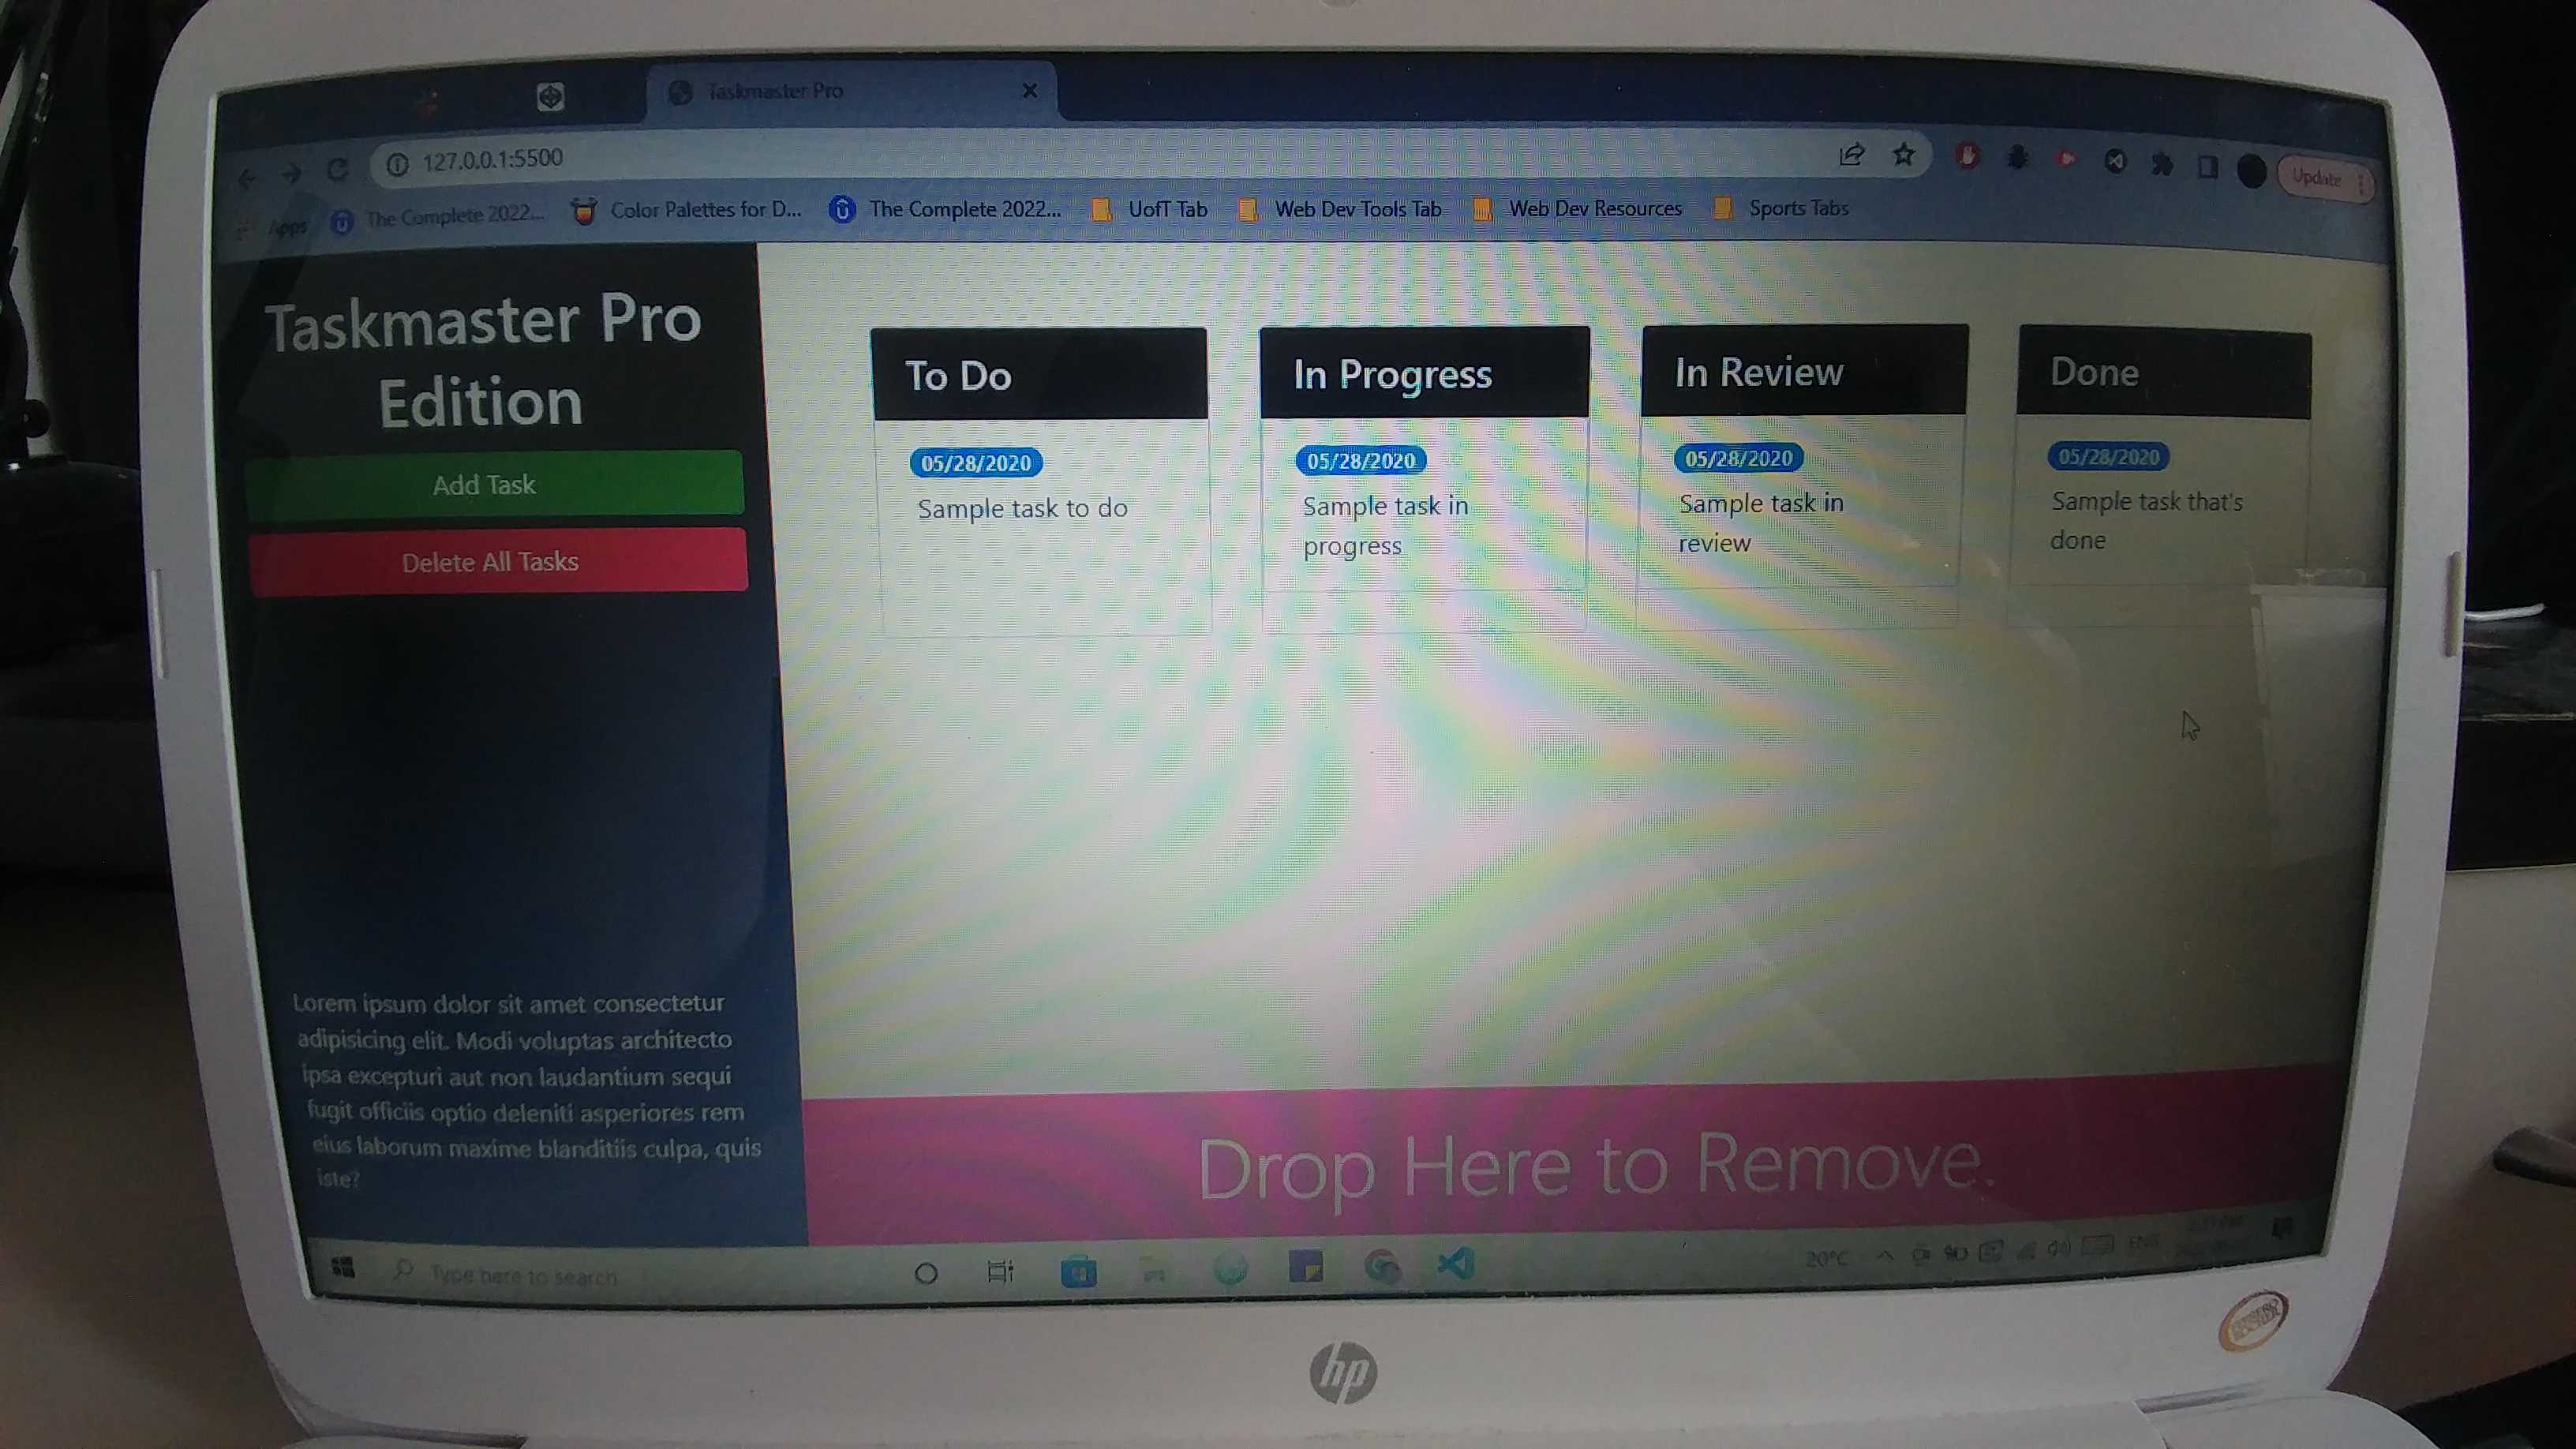 Taskmaster Pro
127.0.0.1:5500
Update
Apps The Complete 2022... Color Palettes for D... The Complete 2022... UofT Tab Web Dev Tools Tab Web Dev Resources Sports Tabs
Taskmaster Pro
Edition
Add Task
Delete All Tasks
Lorem ipsum dolor sit amet consectetur
adipisicing elit. Modi voluptas architecto
ipsa excepturi aut non laudantium sequi
fugit officiis optio deleniti asperiores rem
eius laborum maxime blanditiis culpa, quis
iste?
To Do
05/28/2020
Sample task to do
In Progress
05/28/2020
Sample task in
progress
In Review
05/28/2020
Sample task in
review
Done
05/28/2020
Sample task that's
done
Drop Here to Remove.
Type here to search
20°C
ENG
hp